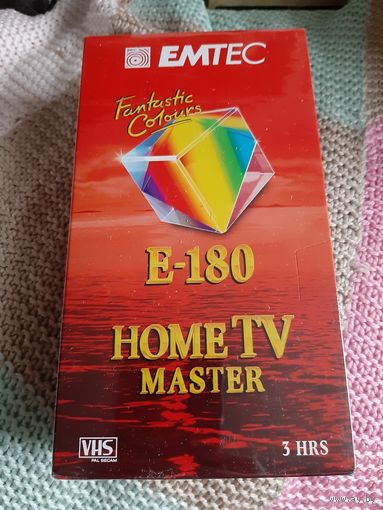 EMTEC
Fantastic
Colours
E-180
HOME TV
MASTER
VHS
PAL SECAM
3 HRS